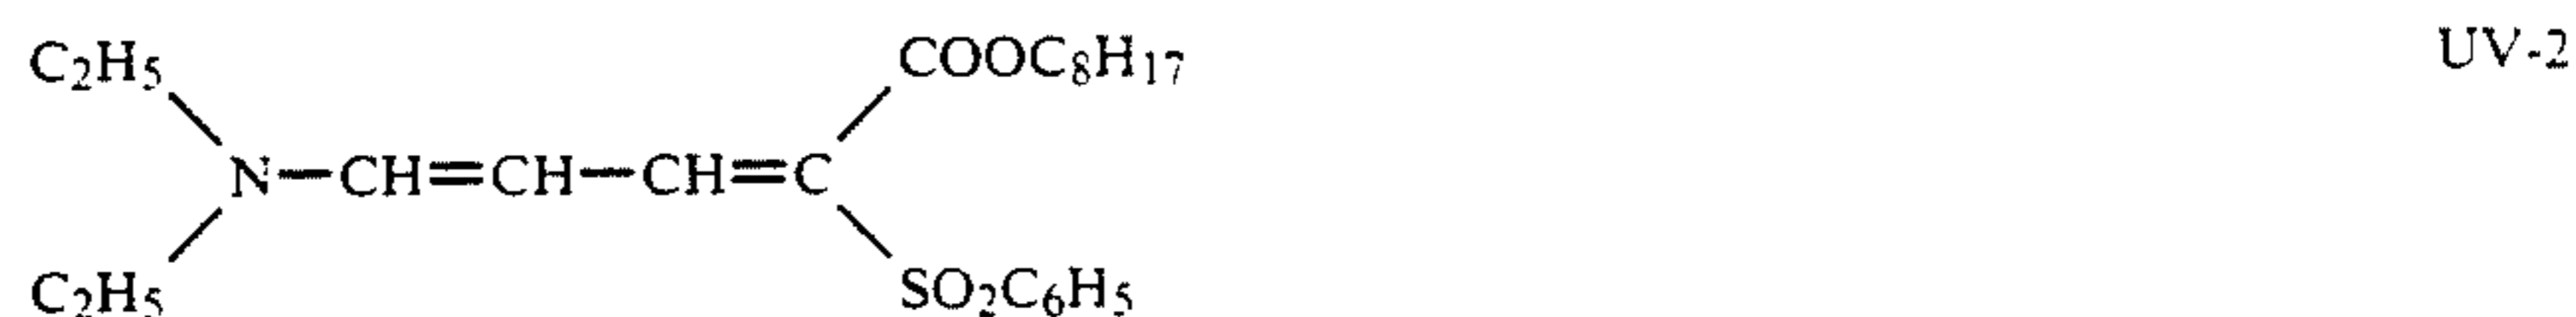 C₂H₅ COOC₈H₁₇ UV-2
N—CH=CH—CH=C
C₂H₅ SO₂C₆H₅